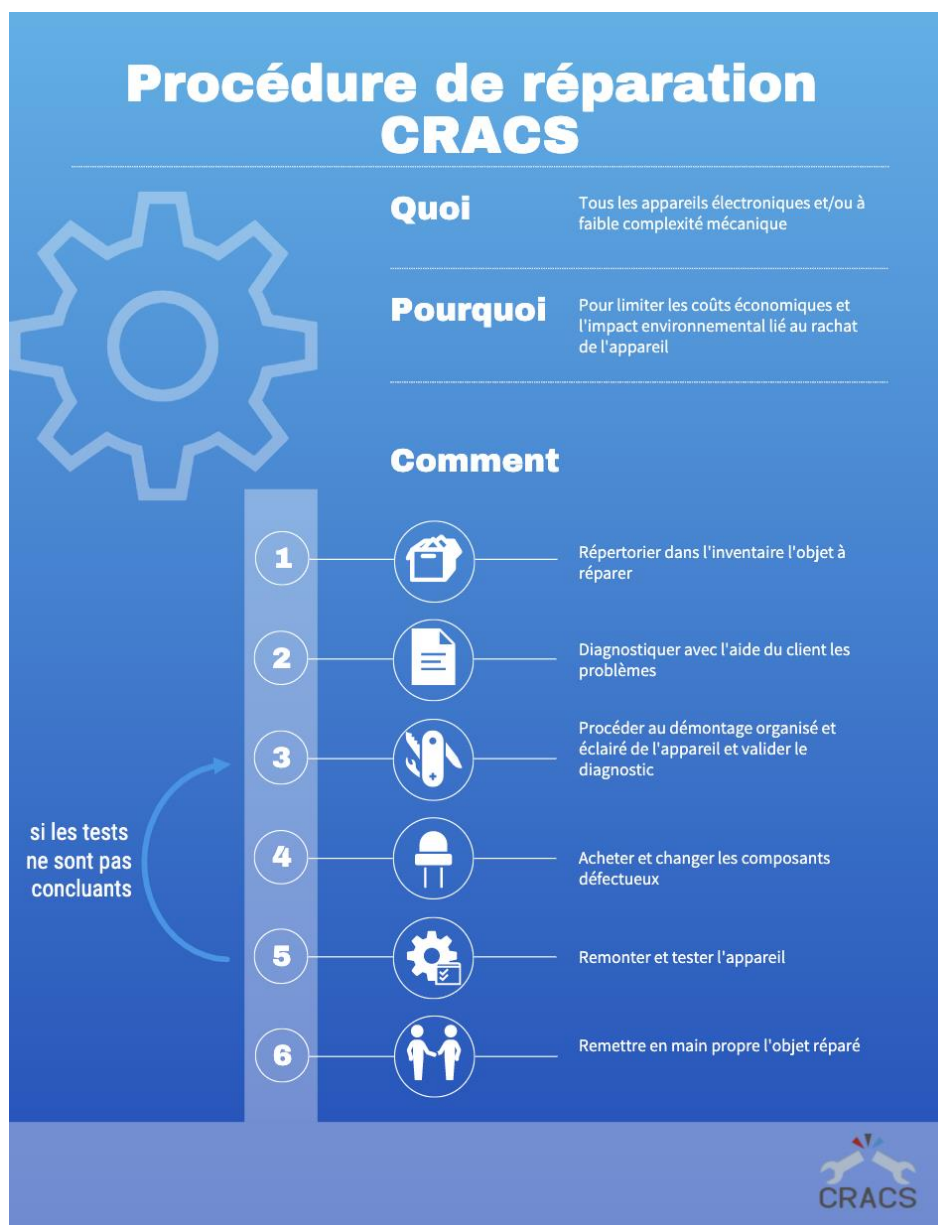 Procédure de réparation
CRACS
Quoi
Tous les appareils électroniques et/ou à
faible complexité mécanique
Pourquoi
Pour limiter les coûts économiques et
l'impact environnemental lié au rachat
de l'appareil
Comment
1
Répertorier dans l'inventaire l'objet à
réparer
2
Diagnostiquer avec l'aide du client les
problèmes
3
Procéder au démontage organisé et
éclairé de l'appareil et valider le
diagnostic
si les tests
ne sont pas
concluants
4
Acheter et changer les composants
défectueux
5
Remonter et tester l'appareil
6
Remettre en main propre l'objet réparé
CRACS